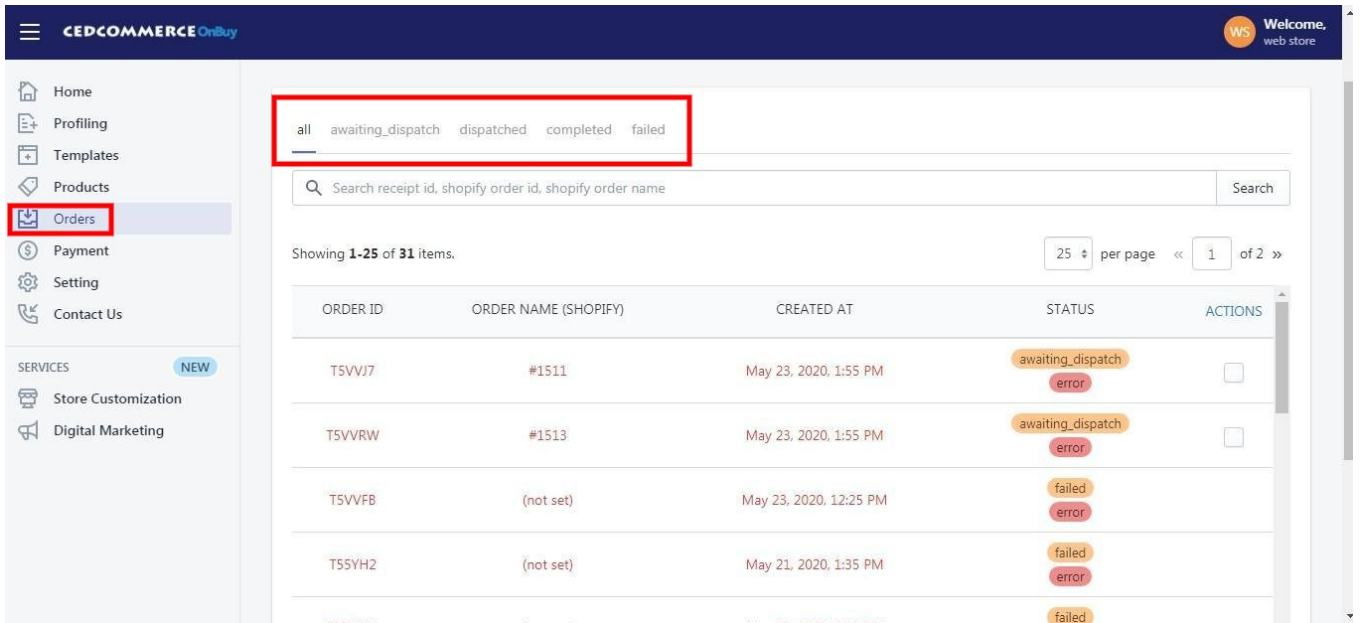 CEDCOMMERCE OnBuy
WS
Welcome,
web store
Home
Profiling
Templates
Products
Orders
Payment
Setting
Contact Us
SERVICES NEW
Store Customization
Digital Marketing
all awaiting_dispatch dispatched completed failed
Search receipt id, shopify order id, shopify order name Search
Showing 1-25 of 31 items. 25 per page « 1 of 2 »
ORDER ID ORDER NAME (SHOPIFY) CREATED AT STATUS ACTIONS
T5VVJ7 #1511 May 23, 2020, 1:55 PM awaiting_dispatch
error
T5VVRW #1513 May 23, 2020, 1:55 PM awaiting_dispatch
error
T5VVFB (not set) May 23, 2020, 12:25 PM failed
error
T55YH2 (not set) May 21, 2020, 1:35 PM failed
error
failed